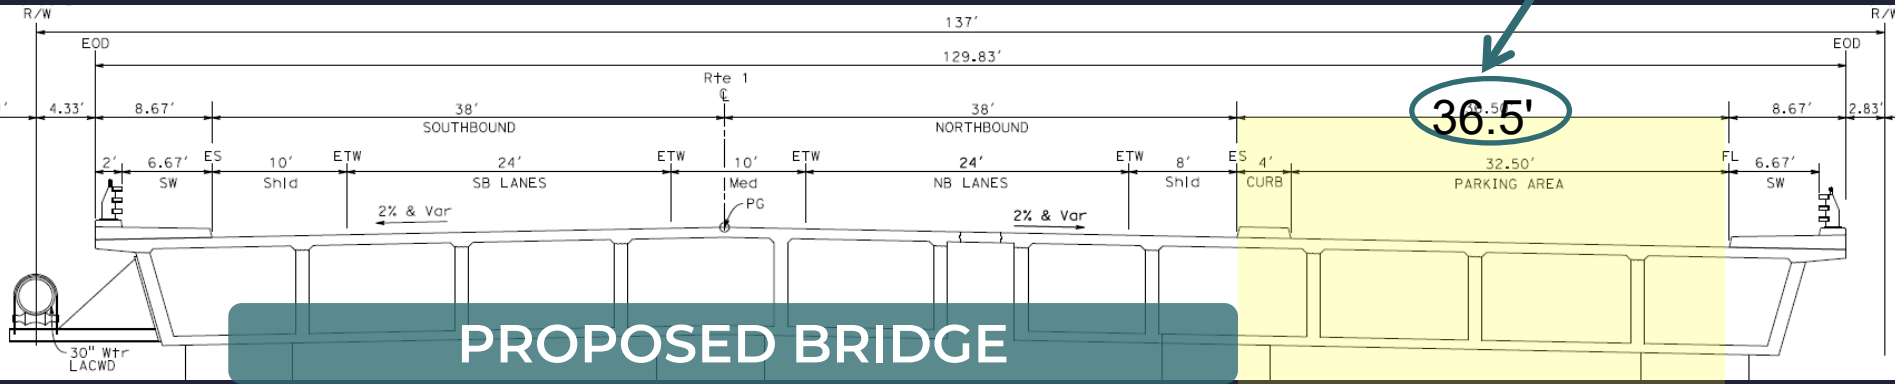 R/W
137'
R/W
EOD
129.83'
EOD
Rte 1
℄
4.33'
8.67'
38'
38'
36.5'
8.67'
2.83'
SOUTHBOUND
NORTHBOUND
2'
6.67'
ES
10'
ETW
24'
ETW
10'
ETW
24'
ETW
8'
ES
4'
32.50'
FL
6.67'
SW
Shld
SB LANES
Med
NB LANES
Shld
CURB
PARKING AREA
SW
2% & Var
PG
2% & Var
30" Wtr
LACWD
PROPOSED BRIDGE